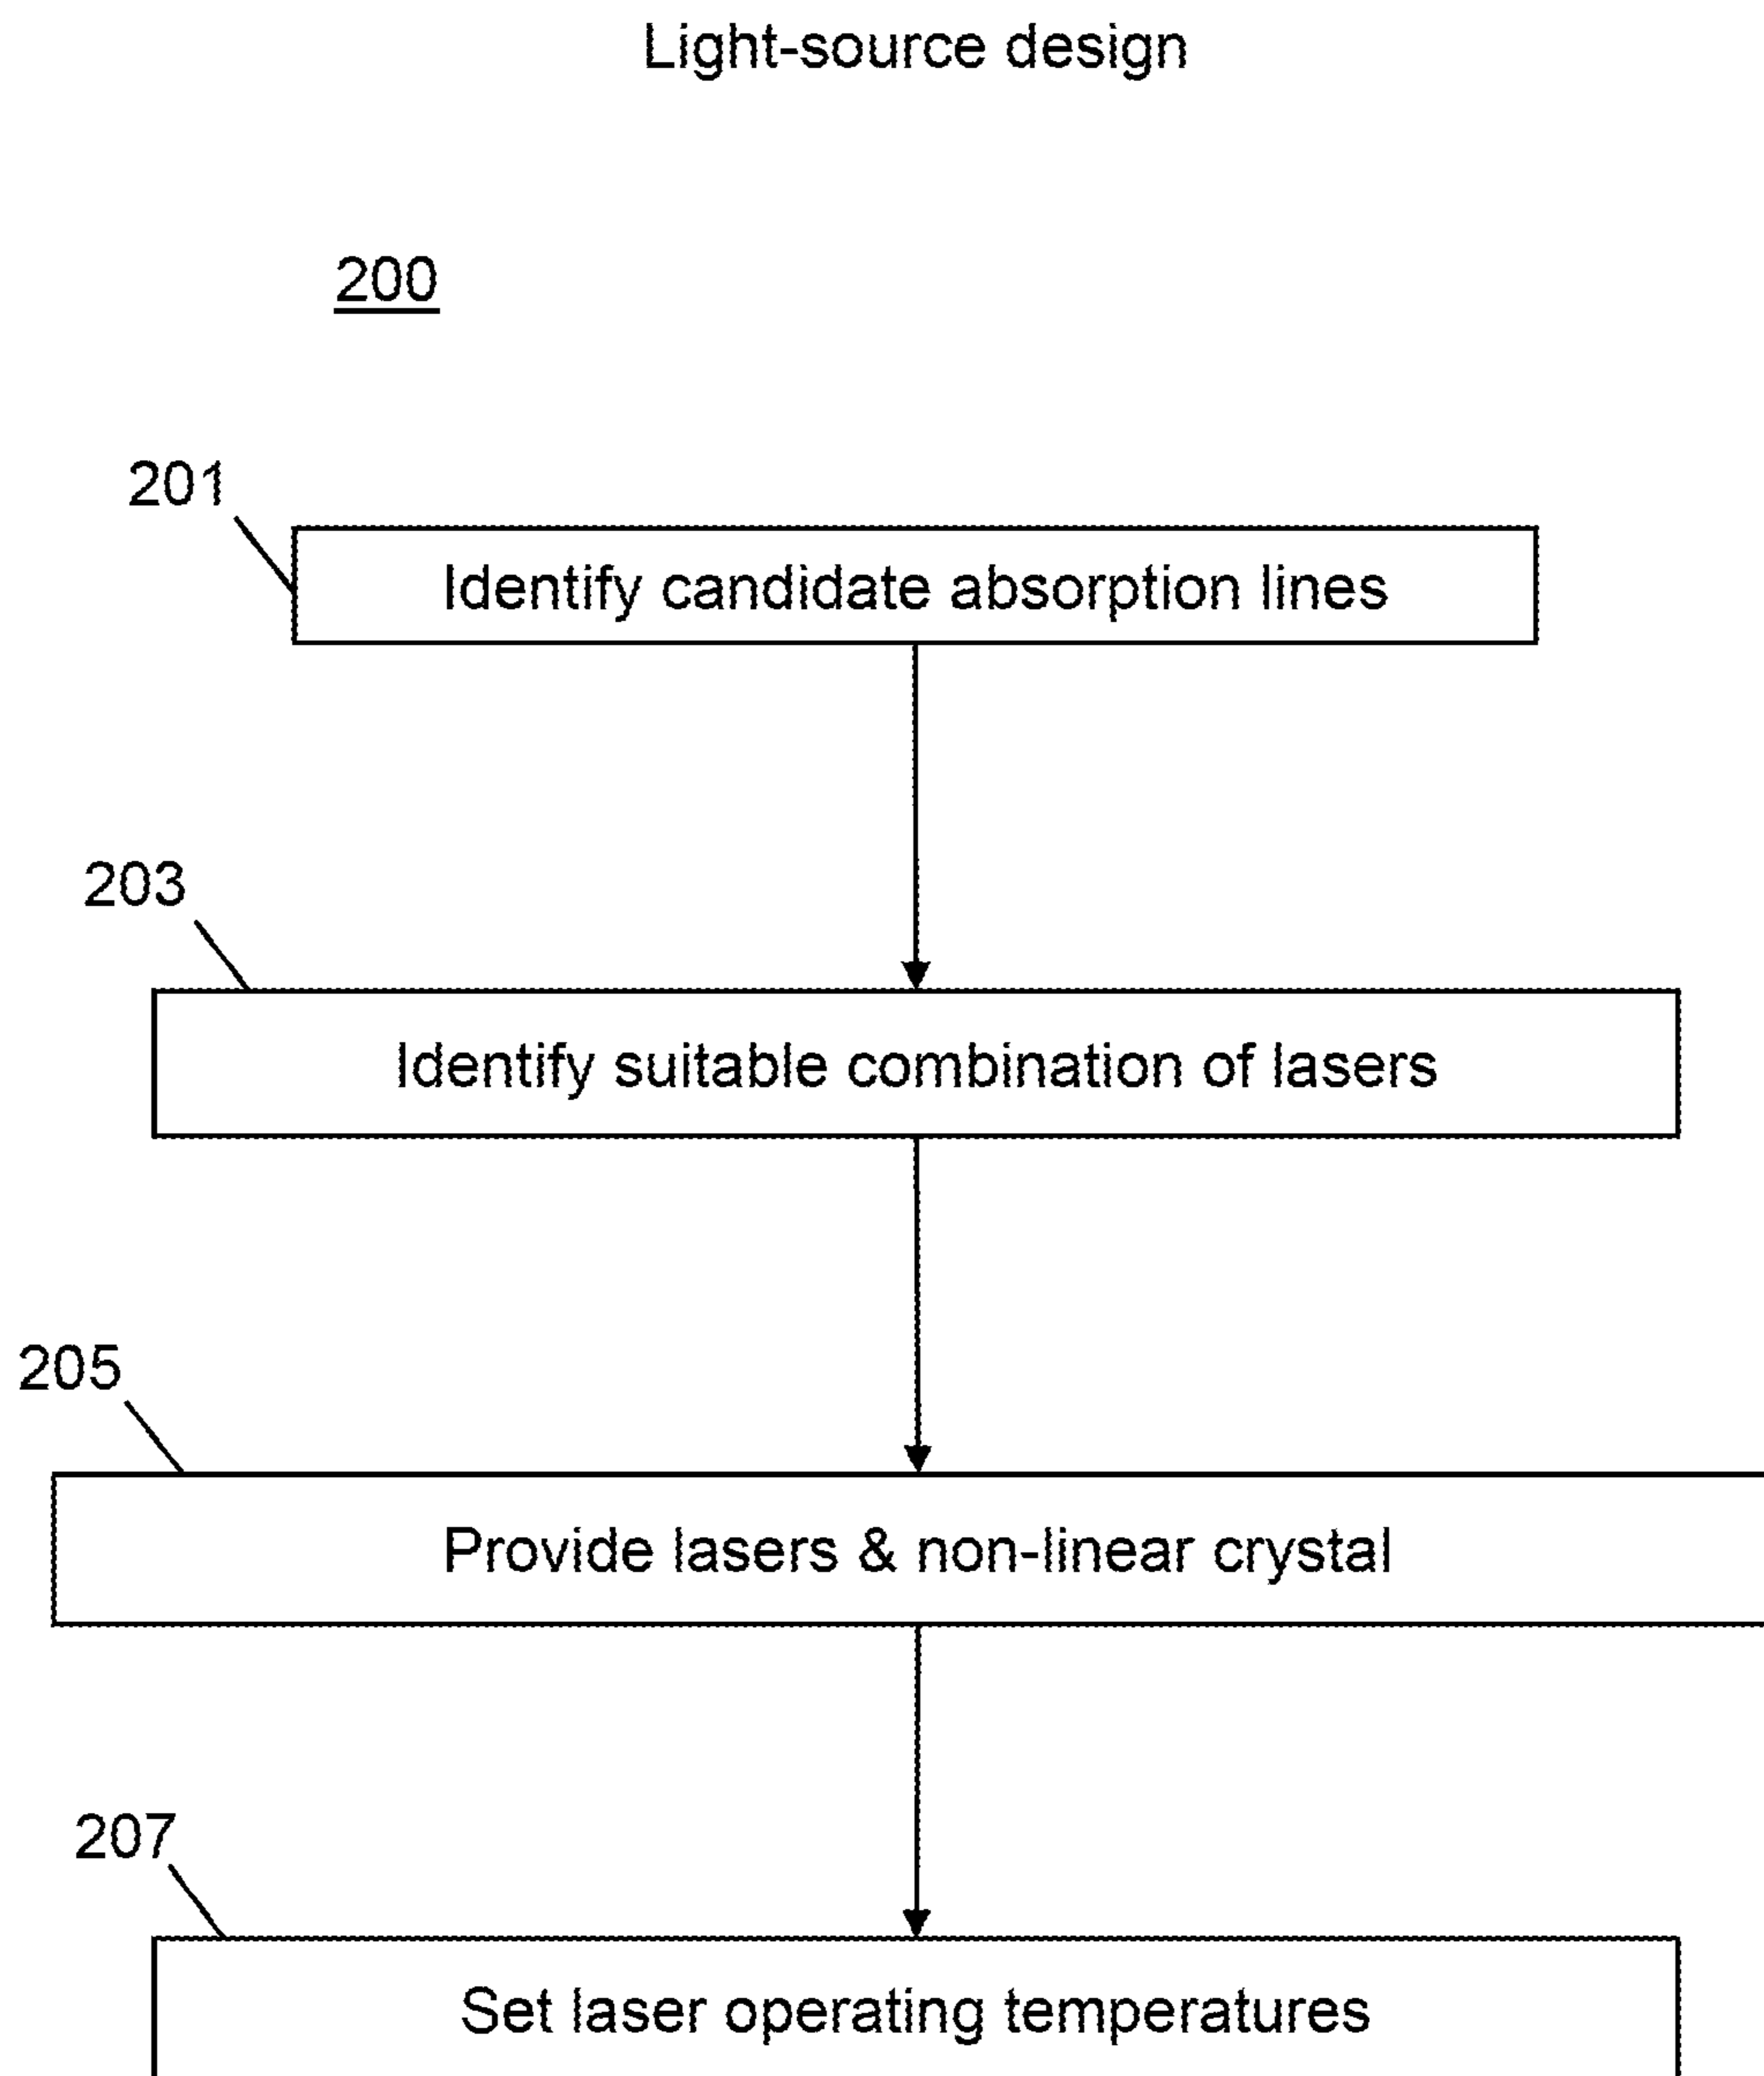 Light-source design
200
201
Identify candidate absorption lines
203
Identify suitable combination of lasers
205
Provide lasers & non-linear crystal
207
Set laser operating temperatures